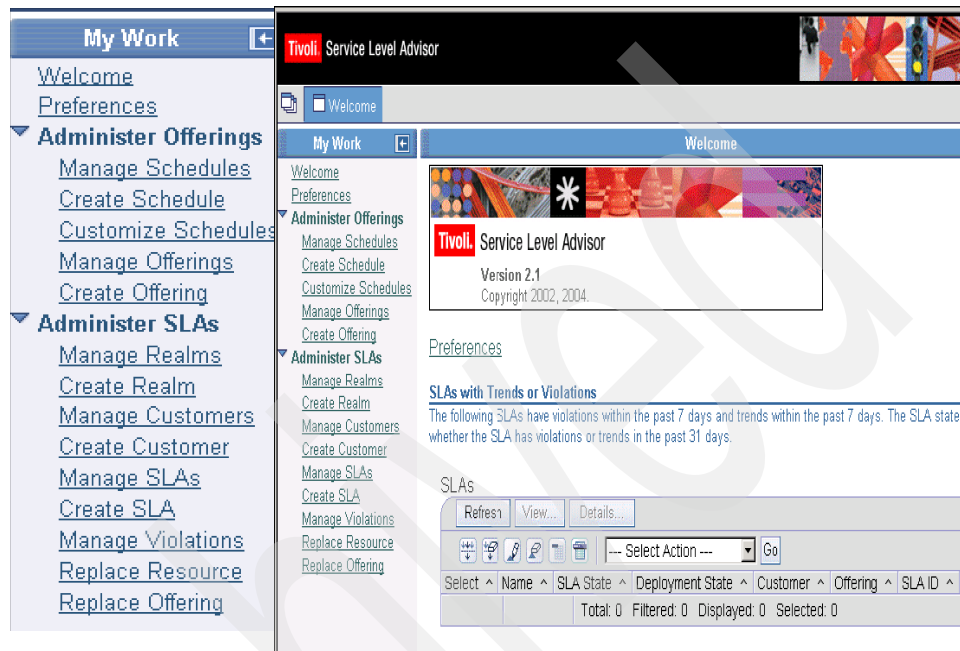 My Work
Welcome
Preferences
Administer Offerings
Manage Schedules
Create Schedule
Customize Schedules
Manage Offerings
Create Offering
Administer SLAs
Manage Realms
Create Realm
Manage Customers
Create Customer
Manage SLAs
Create SLA
Manage Violations
Replace Resource
Replace Offering
Tivoli. Service Level Advisor
Welcome
My Work
Welcome
Preferences
Administer Offerings
Manage Schedules
Create Schedule
Customize Schedules
Manage Offerings
Create Offering
Administer SLAs
Manage Realms
Create Realm
Manage Customers
Create Customer
Manage SLAs
Create SLA
Manage Violations
Replace Resource
Replace Offering
Welcome
Tivoli. Service Level Advisor
Version 2.1
Copyright 2002, 2004.
Preferences
SLAs with Trends or Violations
The following SLAs have violations within the past 7 days and trends within the past 7 days. The SLA state
whether the SLA has violations or trends in the past 31 days.
SLAs
Refresh View... Details...
--- Select Action --- Go
Select ^ Name ^ SLA State ^ Deployment State ^ Customer ^ Offering ^ SLA ID ^
Total: 0 Filtered: 0 Displayed: 0 Selected: 0